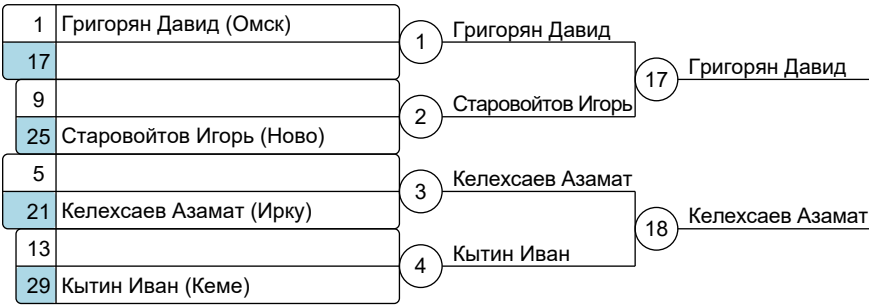 1 Григорян Давид (Омск)
17
1 Григорян Давид
17 Григорян Давид
9
25 Старовойтов Игорь (Ново)
2 Старовойтов Игорь
5
21 Келехсаев Азамат (Ирку)
3 Келехсаев Азамат
18 Келехсаев Азамат
13
29 Кытин Иван (Кеме)
4 Кытин Иван